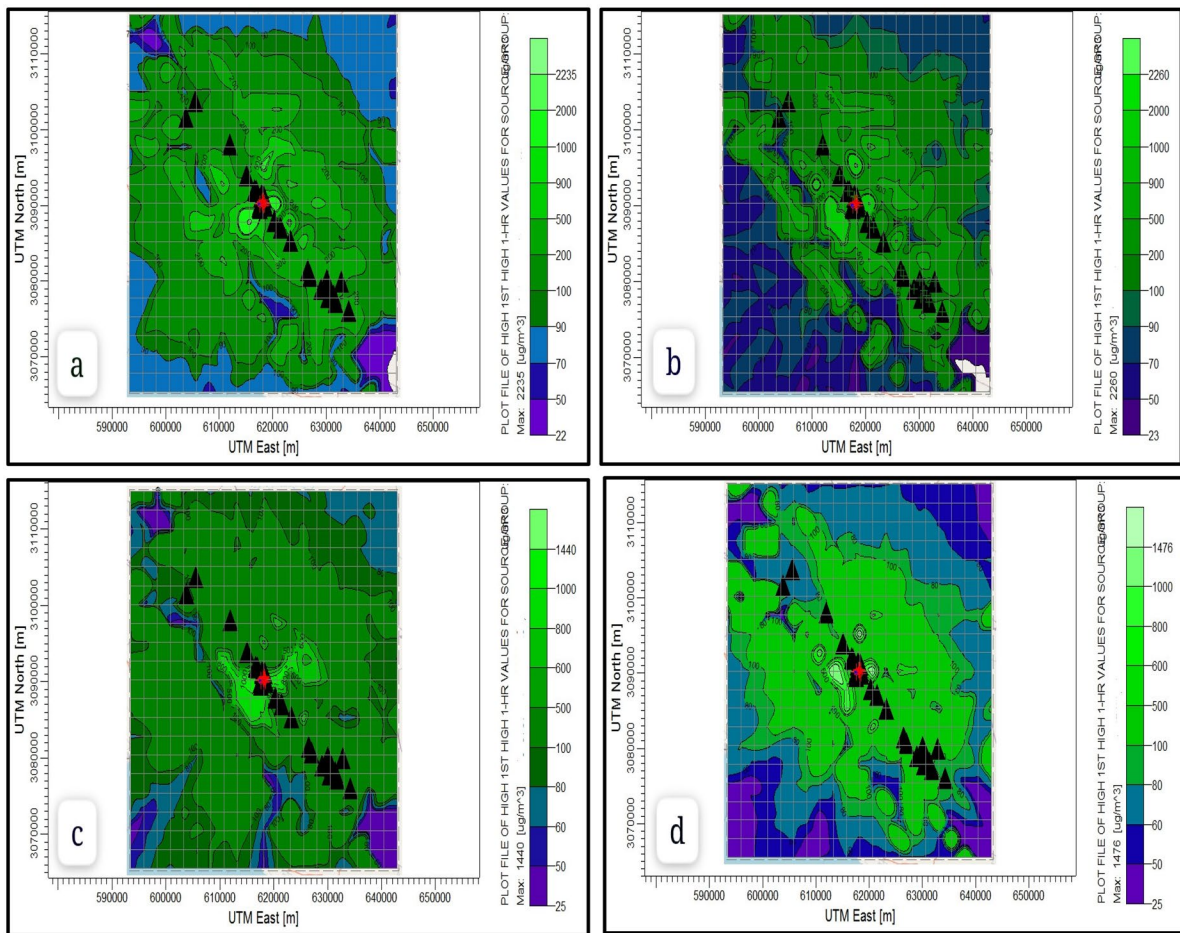 a
3110000
3100000
3090000
3080000
3070000
UTM North [m]
590000 600000 610000 620000 630000 640000 650000
UTM East [m]
PLOT FILE OF HIGH 1ST HIGH 1-HR VALUES FOR SOURCE GROUP:
Max: 2235 [ug/m^3]
2235
2000
1000
900
500
200
100
90
70
50
22
b
3110000
3100000
3090000
3080000
3070000
UTM North [m]
590000 600000 610000 620000 630000 640000 650000
UTM East [m]
PLOT FILE OF HIGH 1ST HIGH 1-HR VALUES FOR SOURCE GROUP:
Max: 2260 [ug/m^3]
2260
2000
1000
900
500
200
100
90
70
50
23
c
3110000
3100000
3090000
3080000
3070000
UTM North [m]
590000 600000 610000 620000 630000 640000 650000
UTM East [m]
PLOT FILE OF HIGH 1ST HIGH 1-HR VALUES FOR SOURCE GROUP:
Max: 1440 [ug/m^3]
1440
1000
800
600
500
100
80
60
50
25
d
3110000
3100000
3090000
3080000
3070000
UTM North [m]
590000 600000 610000 620000 630000 640000 650000
UTM East [m]
PLOT FILE OF HIGH 1ST HIGH 1-HR VALUES FOR SOURCE GROUP:
Max: 1476 [ug/m^3]
1476
1000
800
600
500
100
80
60
50
25